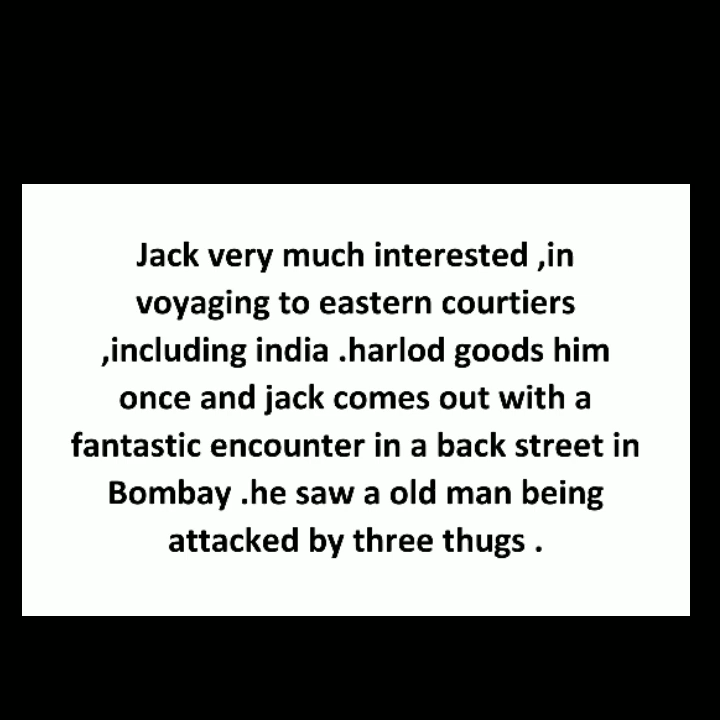 Jack very much interested ,in
voyaging to eastern courtiers
,including india .harlod goods him
once and jack comes out with a
fantastic encounter in a back street in
Bombay .he saw a old man being
attacked by three thugs .